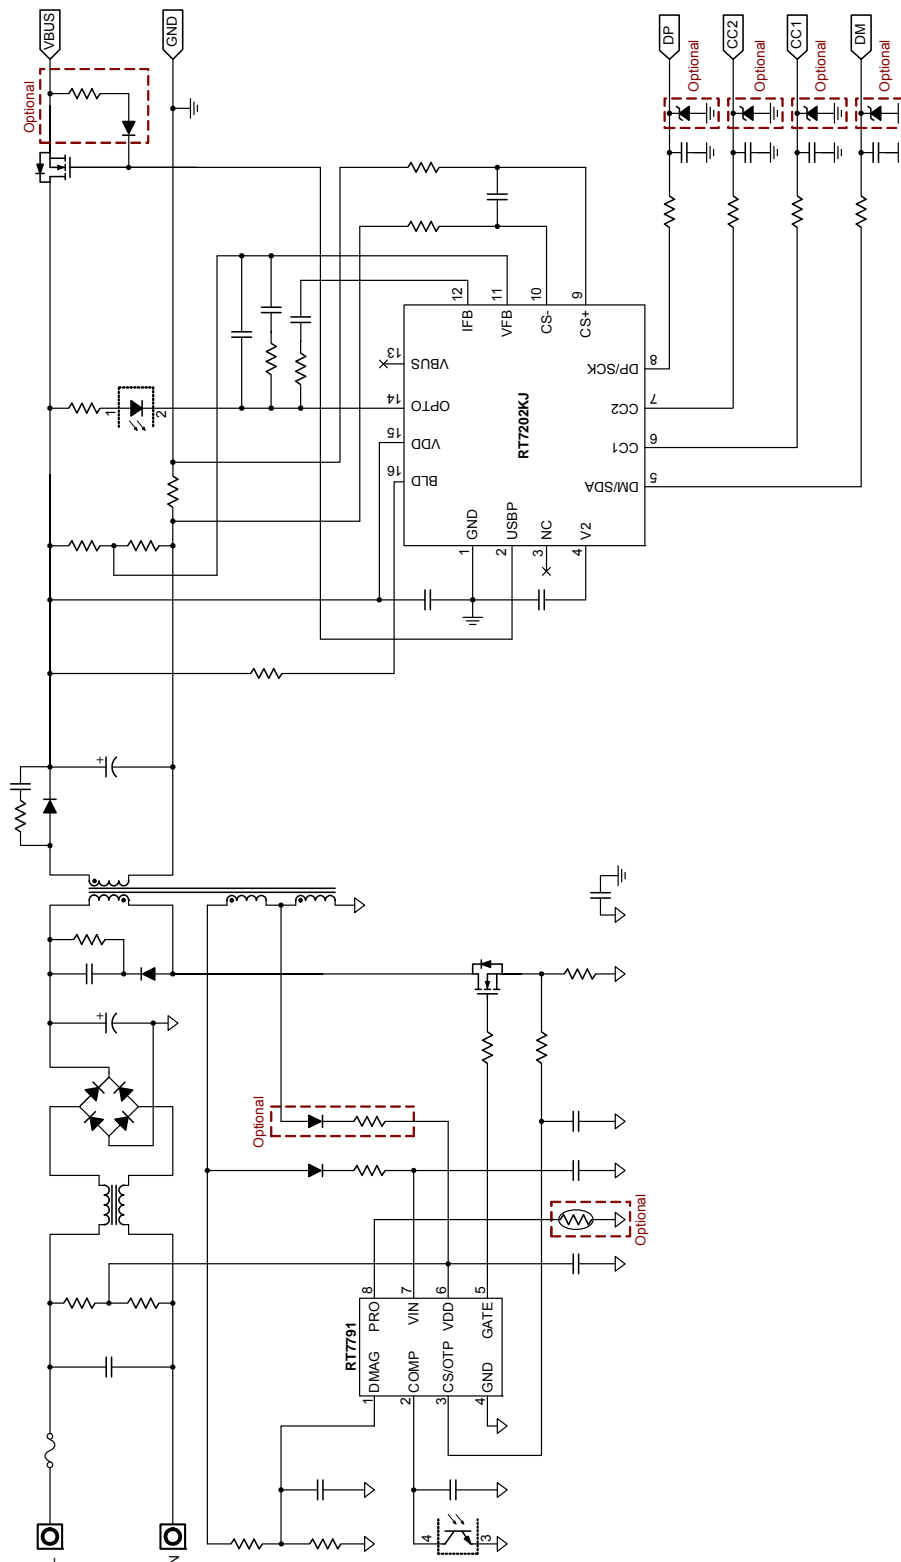 VBUS
GND
Optional
DP
CC2
CC1
DM
Optional
Optional
Optional
Optional
12
11
10
9
IFB
VFB
CS-
CS+
13
VBUS
14
OPTO
15
VDD
16
BLD
RT7202KJ
DP/SCK
8
CC2
7
CC1
6
DM/SDA
5
GND
USBP
NC
V2
1
2
3
4
1
2
+
+
Optional
Optional
RT7791
8
7
6
5
PRO
VIN
VDD
GATE
DMAG
COMP
CS/OTP
GND
1
2
3
4
4
3
N